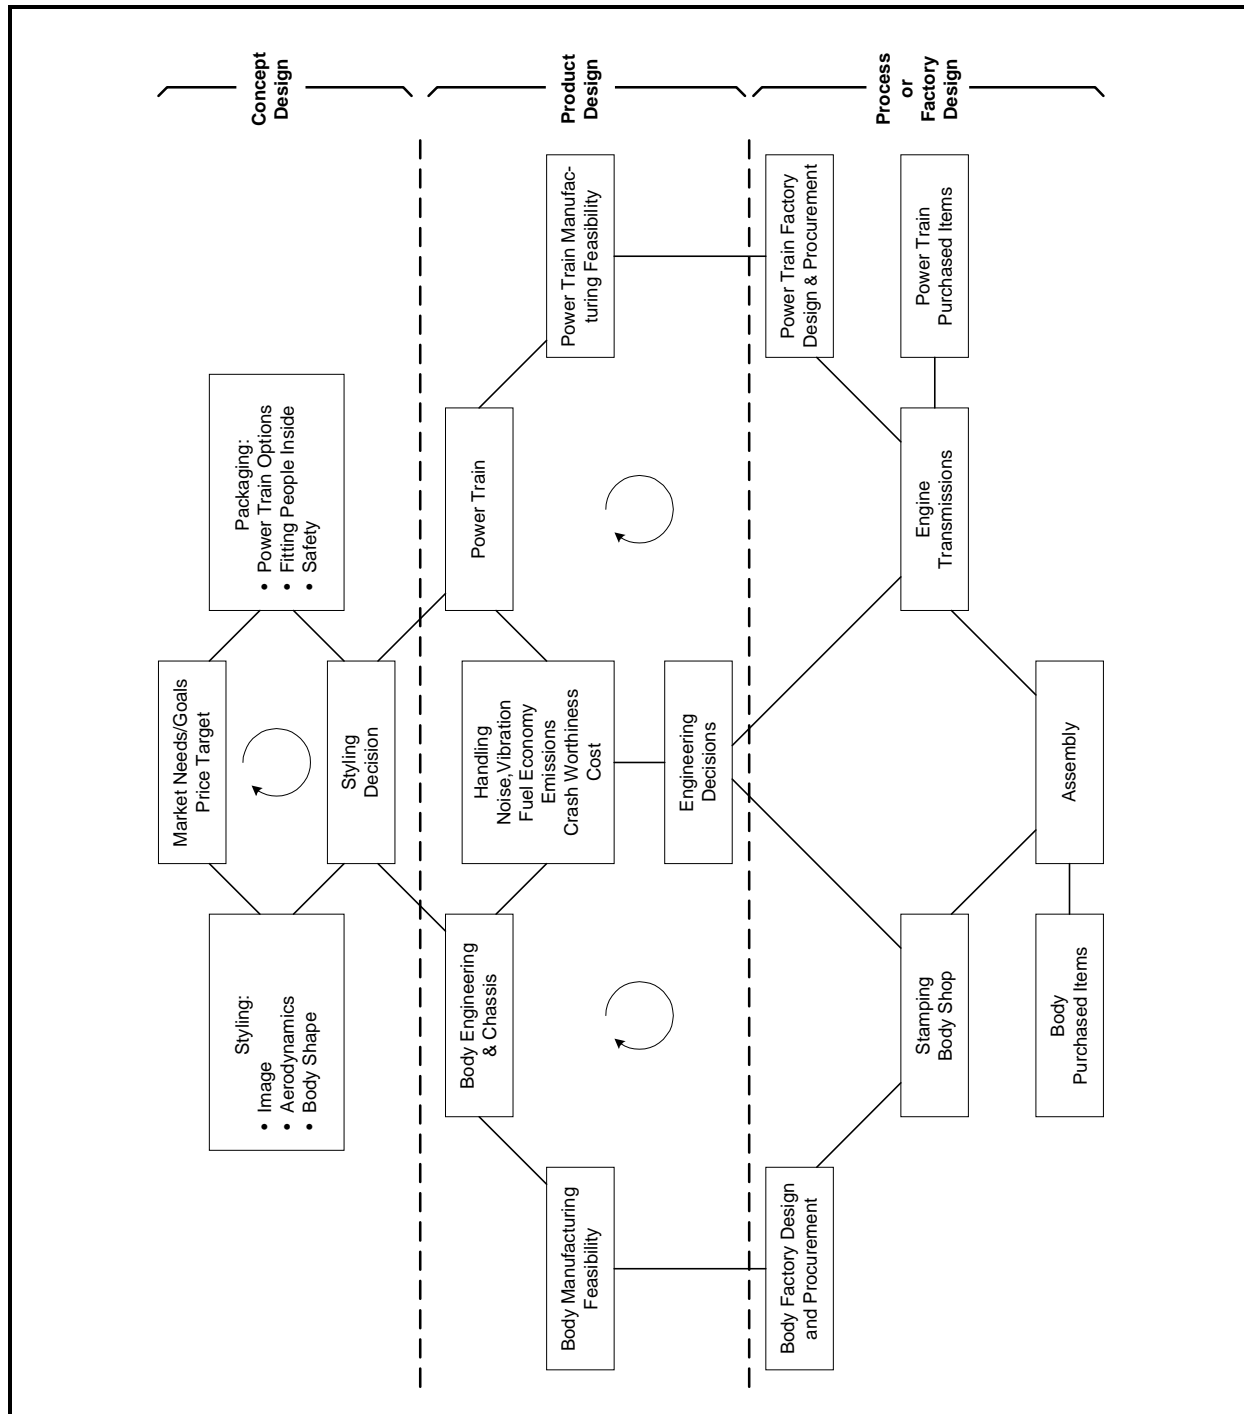 Concept
Design
Product
Design
Process
or
Factory
Design
Market Needs/Goals
Price Target
Styling:
• Image
• Aerodynamics
• Body Shape
Packaging:
• Power Train Options
• Fitting People Inside
• Safety
Styling
Decision
Body Engineering
& Chassis
Power Train
Handling
Noise,Vibration
Fuel Economy
Emissions
Crash Worthiness
Cost
Body Manufacturing
Feasibility
Power Train Manufac-
turing Feasibility
Engineering
Decisions
Body Factory Design
and Procurement
Power Train Factory
Design & Procurement
Stamping
Body Shop
Engine
Transmissions
Power Train
Purchased Items
Body
Purchased Items
Assembly